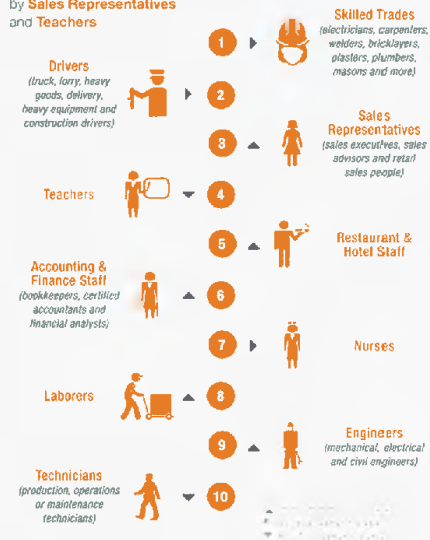 by Sales Representatives
and Teachers
1
Skilled Trades
(electricians, carpenters,
welders, bricklayers,
plasters, plumbers,
masons and more)
Drivers
(truck, lorry, heavy
goods, delivery,
heavy equipment and
construction drivers)
2
3
Sales
Representatives
(sales executives, sales
advisors and retail
sales people)
Teachers
4
5
Restaurant &
Hotel Staff
Accounting &
Finance Staff
(bookkeepers, certified
accountants and
financial analysts)
6
7
Nurses
Laborers
8
9
Engineers
(mechanical, electrical
and civil engineers)
Technicians
(production, operations
or maintenance
(technicians)
10